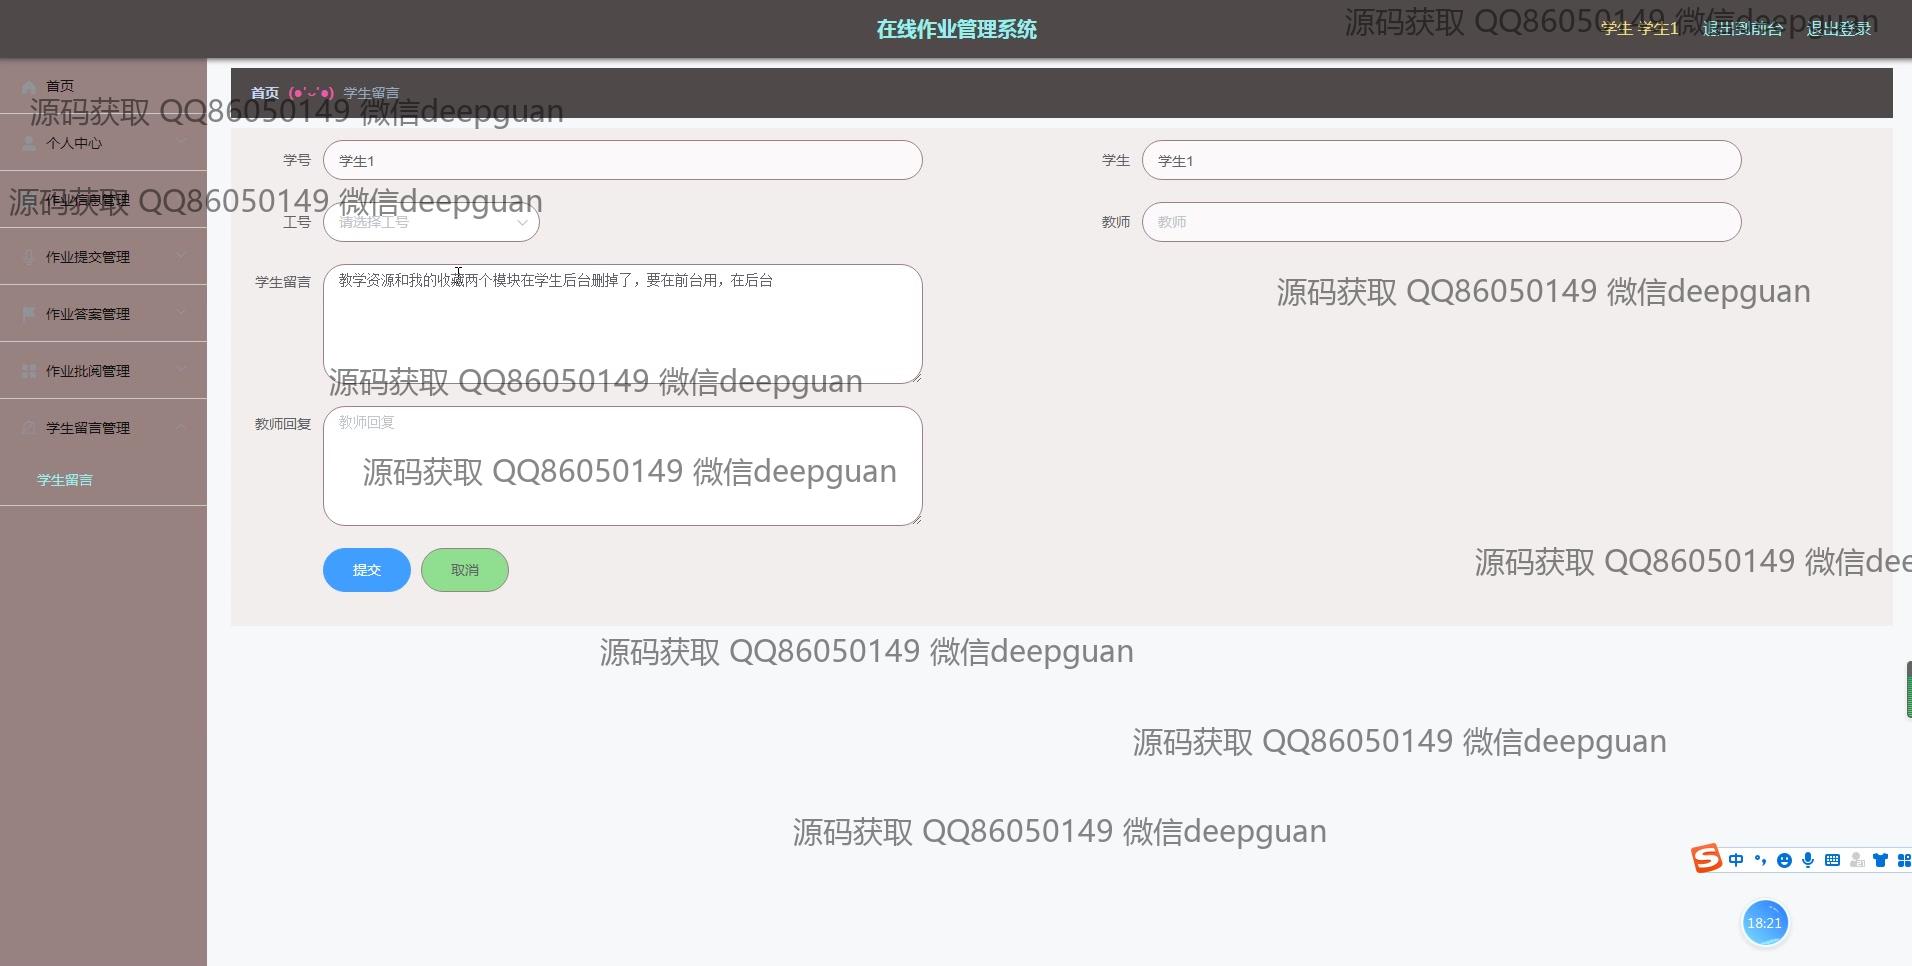 在线作业管理系统
源码获取 QQ86050149 微信deepguan
学生 学生1 退出到前台 退出登录
首页
首页 (●'◡'●) 学生留言
源码获取 QQ86050149 微信deepguan
个人中心
学号 学生1 学生 学生1
作业信息管理
源码获取 QQ86050149 微信deepguan
工号 请选择工号 教师 教师
作业提交管理
学生留言 教学资源和我的收藏两个模块在学生后台删掉了，要在前台用，在后台
源码获取 QQ86050149 微信deepguan
作业答案管理
作业批阅管理
源码获取 QQ86050149 微信deepguan
学生留言管理
教师回复 教师回复
源码获取 QQ86050149 微信deepguan
学生留言
提交 取消
源码获取 QQ86050149 微信dee
源码获取 QQ86050149 微信deepguan
源码获取 QQ86050149 微信deepguan
源码获取 QQ86050149 微信deepguan
中
18:21